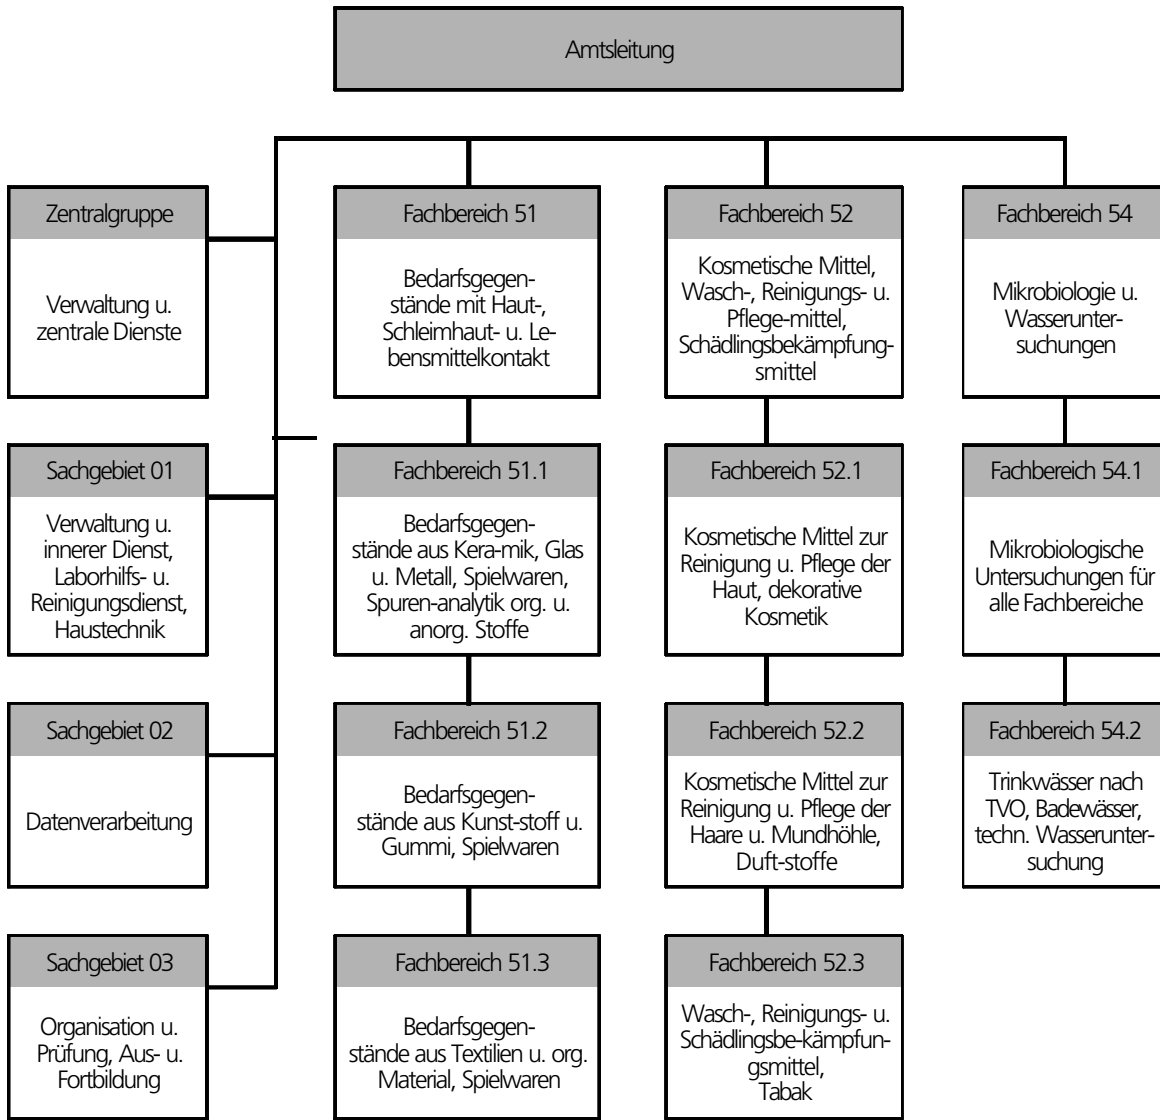 Amtsleitung
Zentralgruppe
Verwaltung u.
zentrale Dienste
Sachgebiet 01
Verwaltung u.
innerer Dienst,
Laborhilfs- u.
Reinigungsdienst,
Haustechnik
Sachgebiet 02
Datenverarbeitung
Sachgebiet 03
Organisation u.
Prüfung, Aus- u.
Fortbildung
Fachbereich 51
Bedarfsgegen-
stände mit Haut-,
Schleimhaut- u. Le-
bensmittelkontakt
Fachbereich 51.1
Bedarfsgegen-
stände aus Kera-mik, Glas
u. Metall, Spielwaren,
Spuren-analytik org. u.
anorg. Stoffe
Fachbereich 51.2
Bedarfsgegen-
stände aus Kunst-stoff u.
Gummi, Spielwaren
Fachbereich 51.3
Bedarfsgegen-
stände aus Textilien u. org.
Material, Spielwaren
Fachbereich 52
Kosmetische Mittel,
Wasch-, Reinigungs- u.
Pflege-mittel,
Schädlingsbekämpfung-
smittel
Fachbereich 52.1
Kosmetische Mittel zur
Reinigung u. Pflege der
Haut, dekorative
Kosmetik
Fachbereich 52.2
Kosmetische Mittel zur
Reinigung u. Pflege der
Haare u. Mundhöhle,
Duft-stoffe
Fachbereich 52.3
Wasch-, Reinigungs- u.
Schädlingsbe-kämpfun-
gsmittel,
Tabak
Fachbereich 54
Mikrobiologie u.
Wasserunter-
suchungen
Fachbereich 54.1
Mikrobiologische
Untersuchungen für
alle Fachbereiche
Fachbereich 54.2
Trinkwässer nach
TVO, Badewässer,
techn. Wasserunter-
suchung